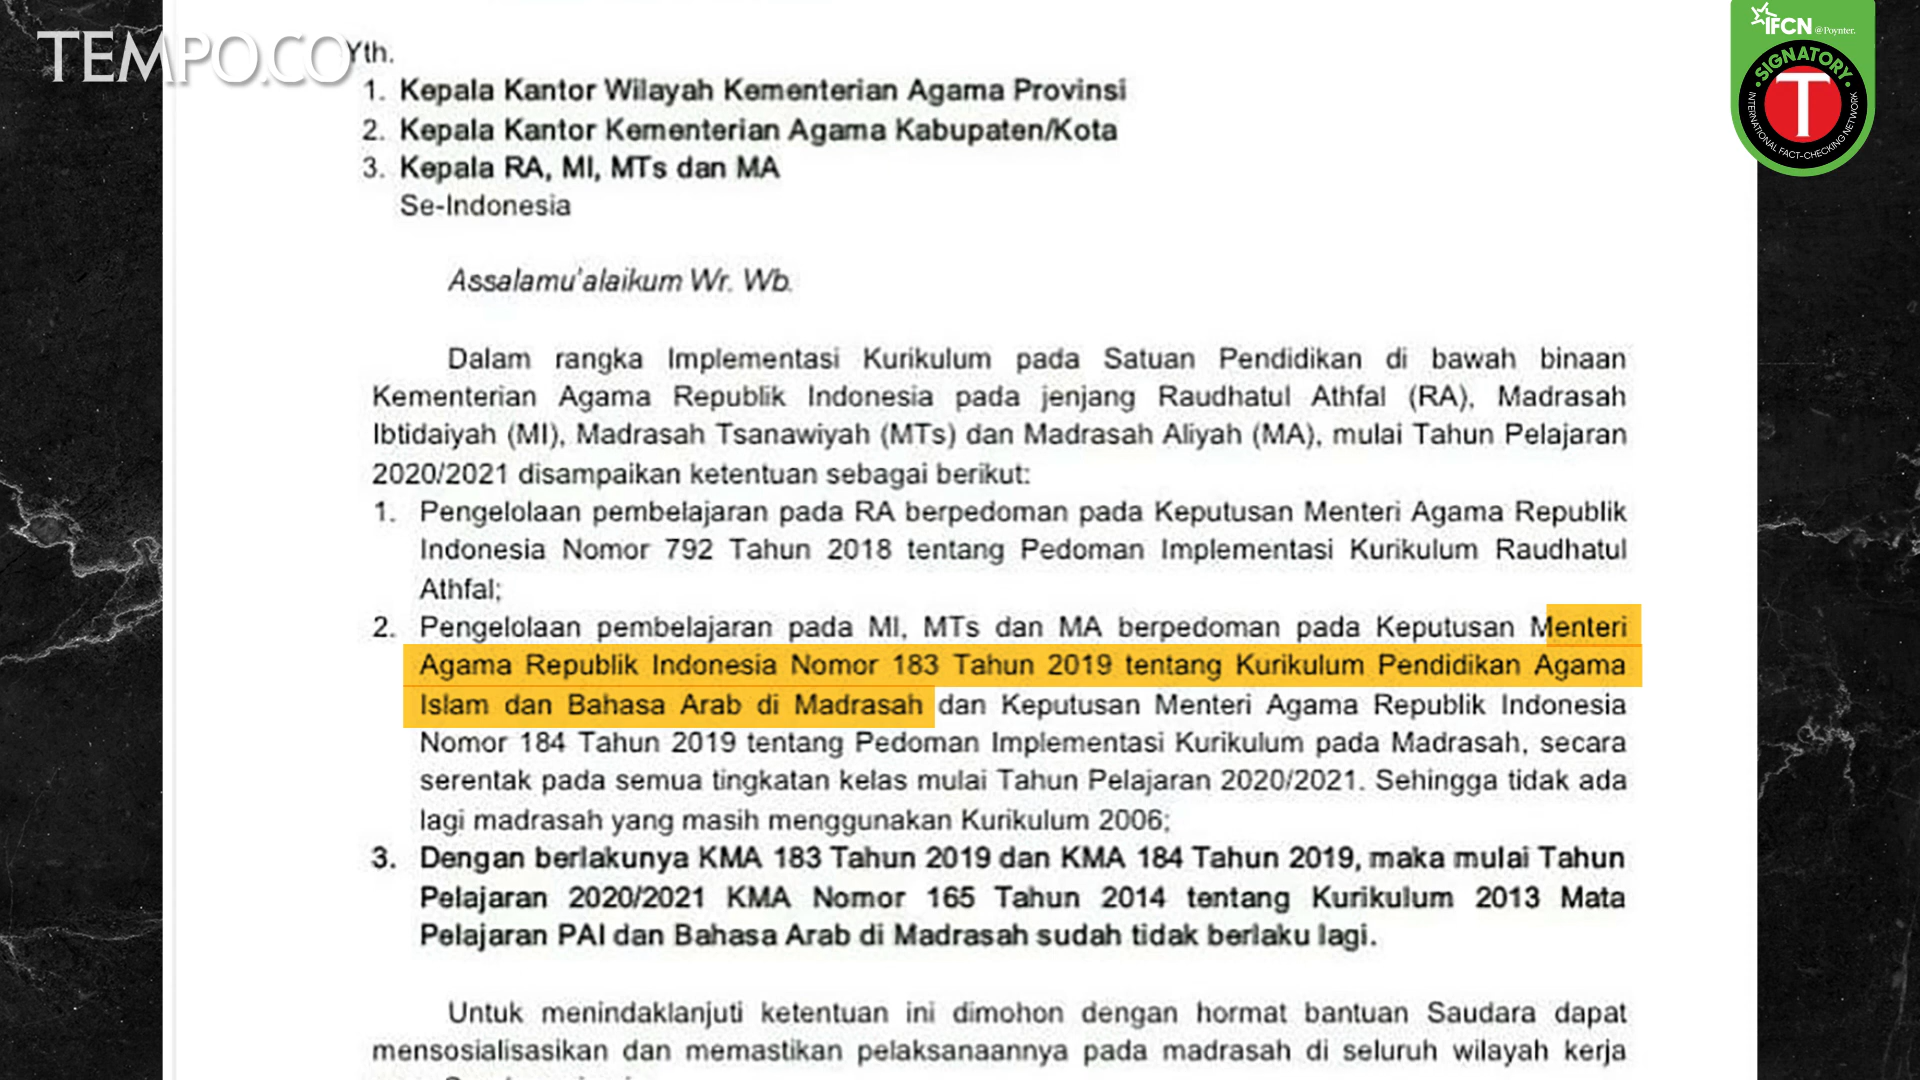 TEMPO.CO
IFCN @Poynter.
SIGNATORY
T
INTERNATIONAL FACT-CHECKING NETWORK
Yth.
1. Kepala Kantor Wilayah Kementerian Agama Provinsi
2. Kepala Kantor Kementerian Agama Kabupaten/Kota
3. Kepala RA, MI, MTs dan MA
Se-Indonesia
Assalamu'alaikum Wr. Wb.
Dalam rangka Implementasi Kurikulum pada Satuan Pendidikan di bawah binaan
Kementerian Agama Republik Indonesia pada jenjang Raudhatul Athfal (RA), Madrasah
Ibtidaiyah (MI), Madrasah Tsanawiyah (MTs) dan Madrasah Aliyah (MA), mulai Tahun Pelajaran
2020/2021 disampaikan ketentuan sebagai berikut:
1. Pengelolaan pembelajaran pada RA berpedoman pada Keputusan Menteri Agama Republik
Indonesia Nomor 792 Tahun 2018 tentang Pedoman Implementasi Kurikulum Raudhatul
Athfal;
2. Pengelolaan pembelajaran pada MI, MTs dan MA berpedoman pada Keputusan Menteri
Agama Republik Indonesia Nomor 183 Tahun 2019 tentang Kurikulum Pendidikan Agama
Islam dan Bahasa Arab di Madrasah dan Keputusan Menteri Agama Republik Indonesia
Nomor 184 Tahun 2019 tentang Pedoman Implementasi Kurikulum pada Madrasah, secara
serentak pada semua tingkatan kelas mulai Tahun Pelajaran 2020/2021. Sehingga tidak ada
lagi madrasah yang masih menggunakan Kurikulum 2006;
3. Dengan berlakunya KMA 183 Tahun 2019 dan KMA 184 Tahun 2019, maka mulai Tahun
Pelajaran 2020/2021 KMA Nomor 165 Tahun 2014 tentang Kurikulum 2013 Mata
Pelajaran PAI dan Bahasa Arab di Madrasah sudah tidak berlaku lagi.
Untuk menindaklanjuti ketentuan ini dimohon dengan hormat bantuan Saudara dapat
mensosialisasikan dan memastikan pelaksanaannya pada madrasah di seluruh wilayah kerja